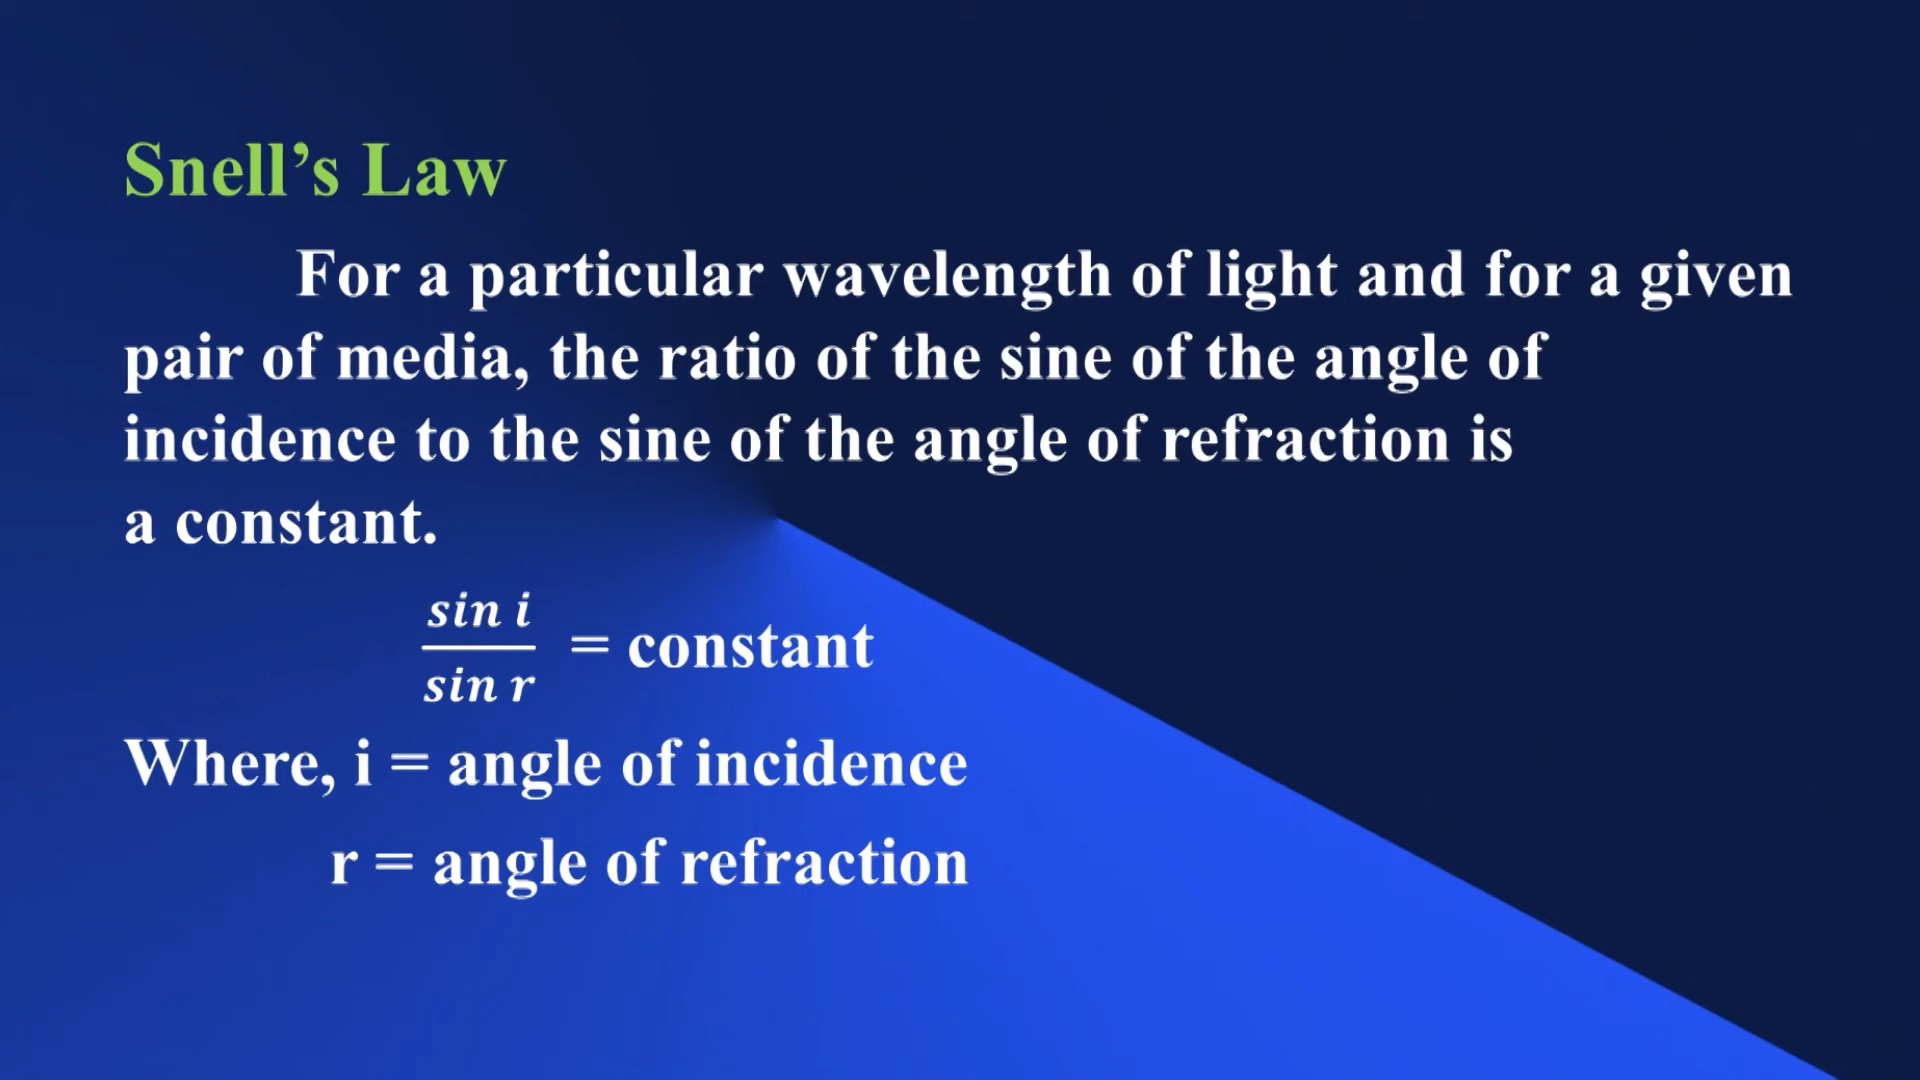 Snell’s Law
For a particular wavelength of light and for a given
pair of media, the ratio of the sine of the angle of
incidence to the sine of the angle of refraction is
a constant.
sin i
sin r
= constant
Where, i = angle of incidence
r = angle of refraction